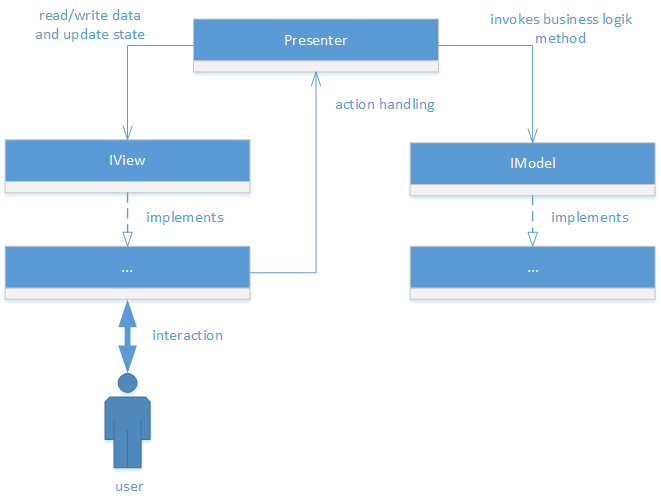 read/write data
and update state
Presenter
invokes business logik
method
action handling
IView
IModel
implements
implements
...
...
interaction
user